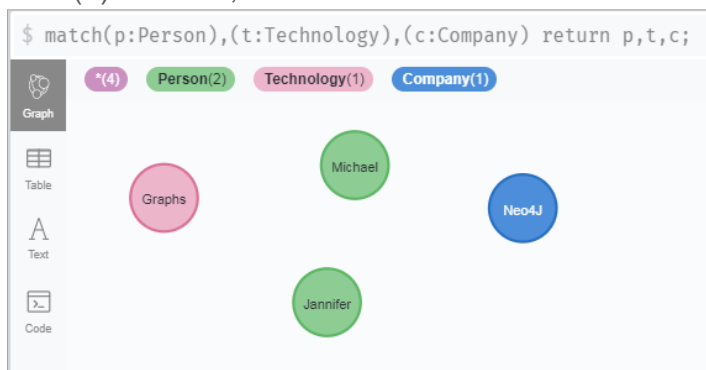 $ match(p:Person),(t:Technology),(c:Company) return p,t,c;
*(4) Person(2) Technology(1) Company(1)
Graph
Table
Text
Code
Michael
Graphs
Neo4J
Jannifer